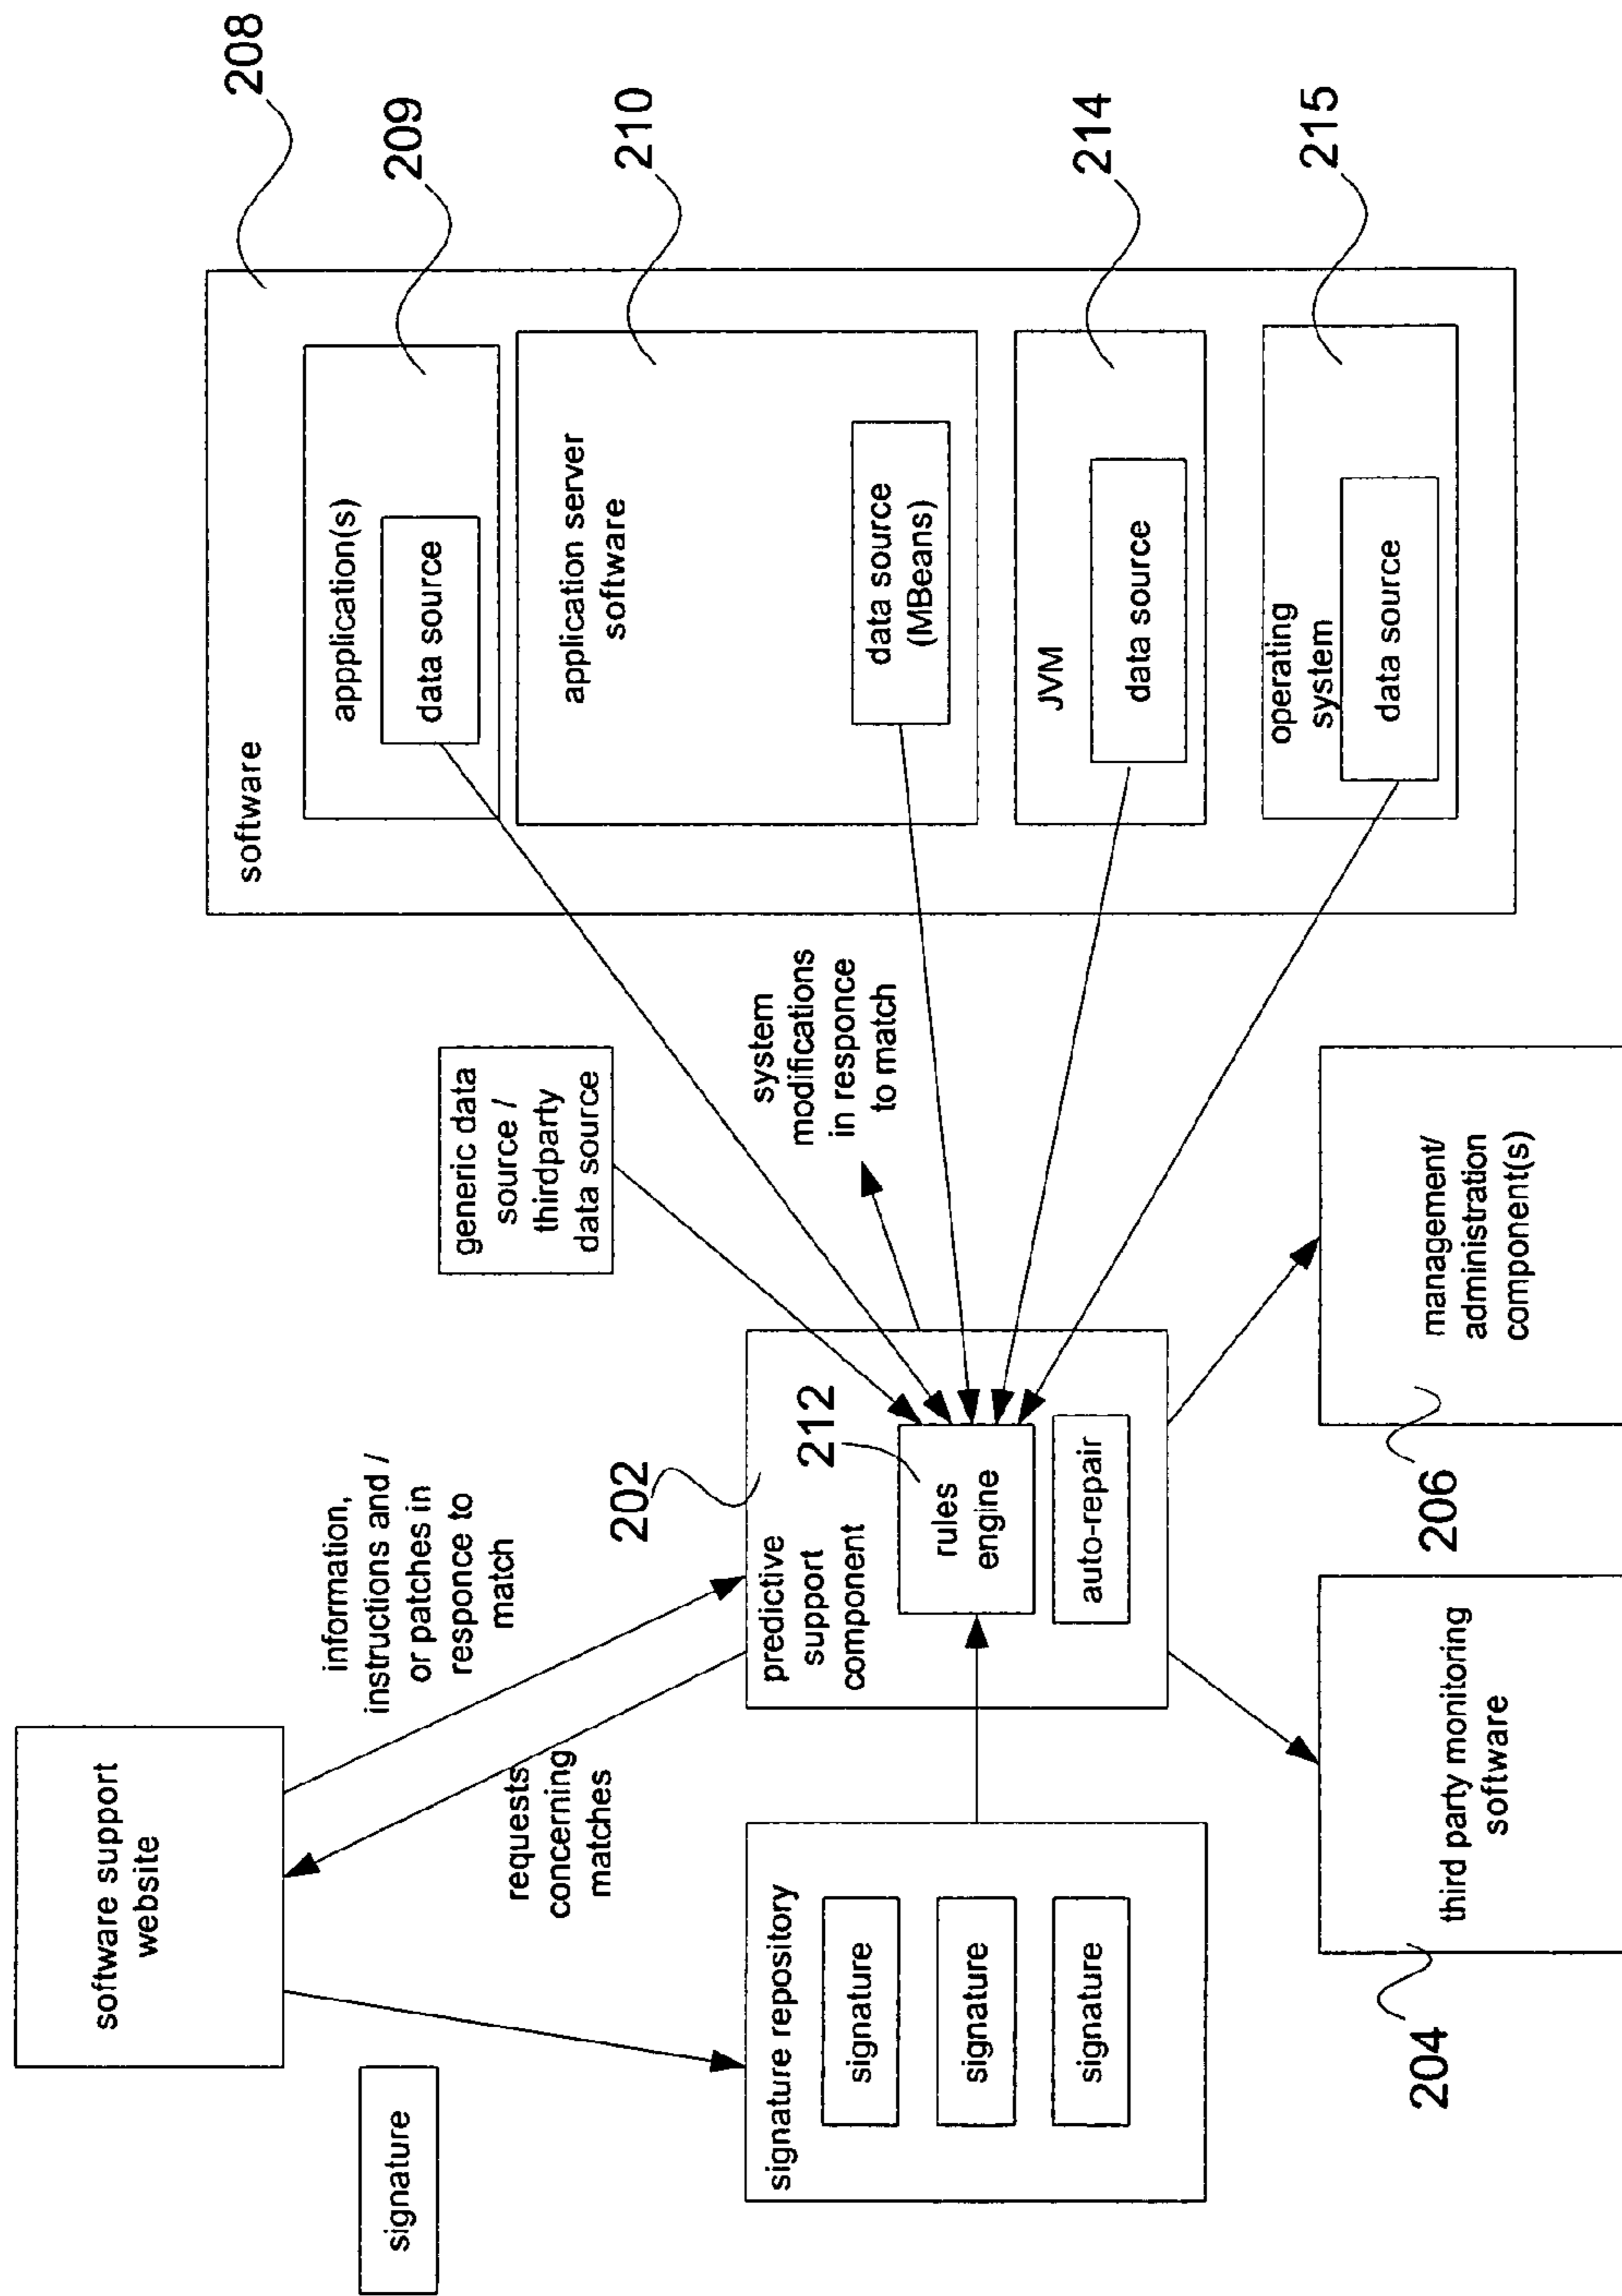 software support
website
signature
information,
instructions and /
or patches in
responce to
match
requests
concerning
matches
signature repository
signature
signature
signature
202
predictive
support
component
212
rules
engine
auto-repair
204
third party monitoring
software
206
management/
administration
component(s)
generic data
source /
thirdparty
data source
system
modifications
in responce
to match
software
208
appplication(s)
data source
209
application server
software
data source
(MBeans)
210
JVM
data source
214
operating
system
data source
215